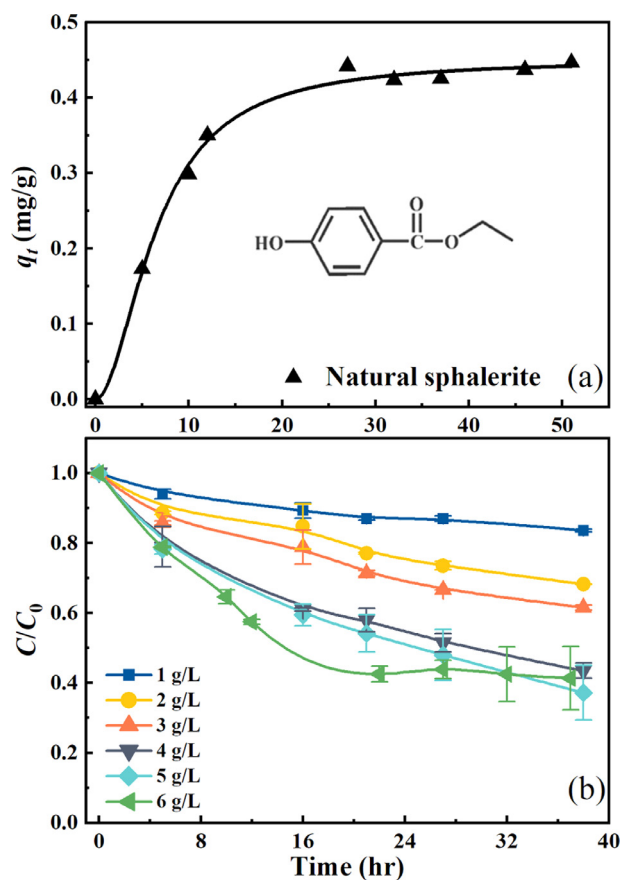 0.5
0.4
0.3
0.2
0.1
0.0
qt (mg/g)
O
HO
C
O
Natural sphalerite
(a)
0 10 20 30 40 50
1.0
0.8
0.6
0.4
0.2
0.0
C/C0
1 g/L
2 g/L
3 g/L
4 g/L
5 g/L
6 g/L
(b)
0 8 16 24 32 40
Time (hr)